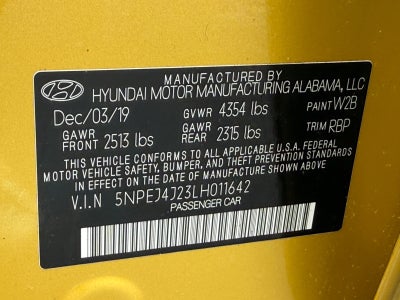 MANUFACTURED BY
HYUNDAI MOTOR MANUFACTURING ALABAMA, LLC
Dec/03/19 GVWR 4354 lbs PAINT W2B
GAWR FRONT 2513 lbs GAWR REAR 2315 lbs TRIM RBP
THIS VEHICLE CONFORMS TO ALL APPLICABLE U.S.A. FEDERAL
MOTOR VEHICLE SAFETY, BUMPER, AND THEFT PREVENTION STANDARDS
IN EFFECT ON THE DATE OF MANUFACTURE SHOWN ABOVE.
V.I.N 5NPEJ4J23LH011642
PASSENGER CAR